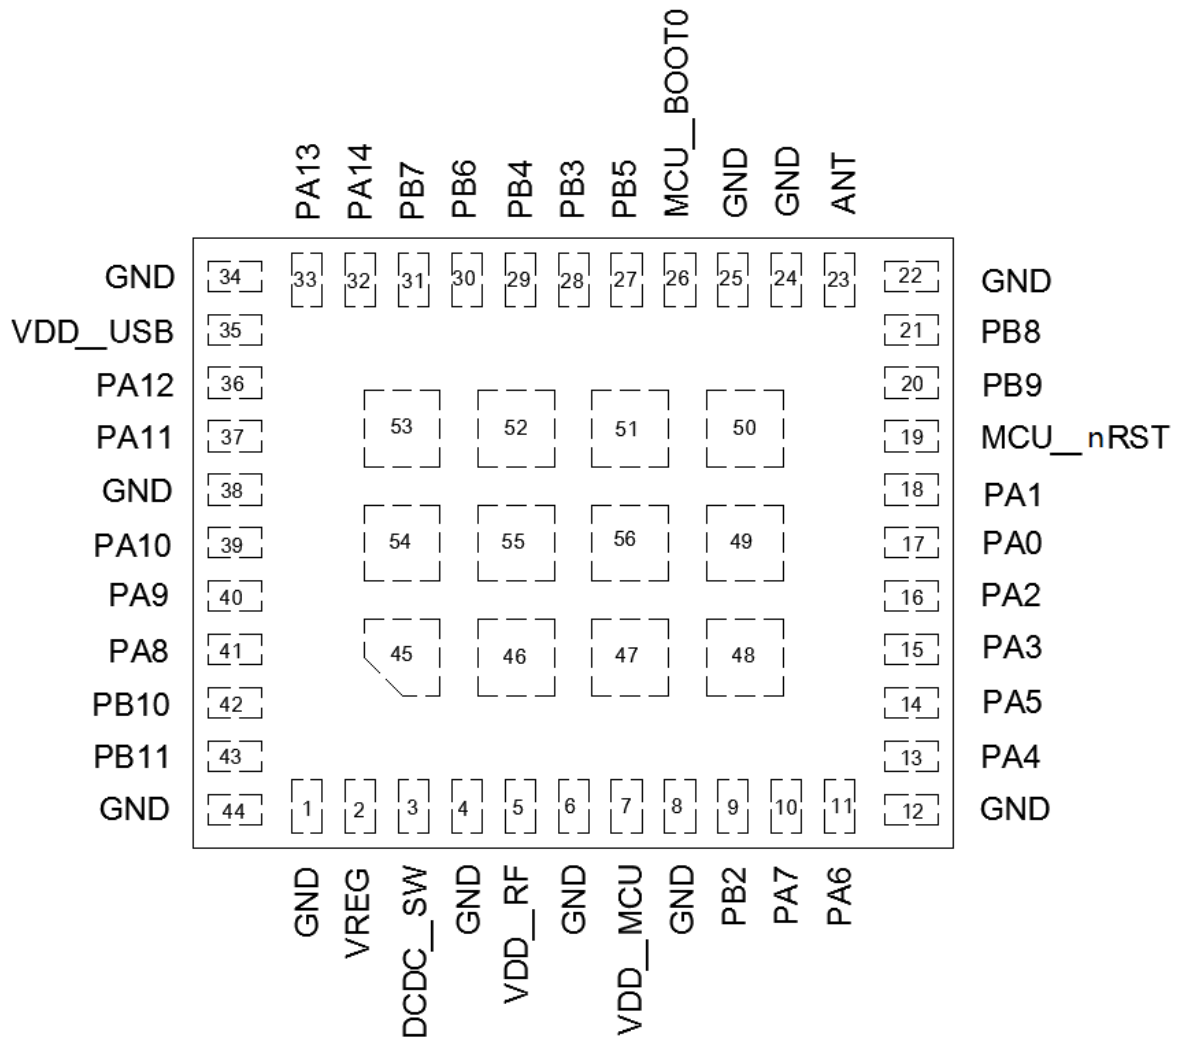 MCU__BOOT0
PA13 PA14 PB7 PB6 PB4 PB3 PB5 GND GND ANT
GND 34 33 32 31 30 29 28 27 26 25 24 23 22 GND
VDD__USB 35 21 PB8
PA12 36 20 PB9
53 52 51 50
PA11 37 19 MCU__nRST
GND 38 18 PA1
PA10 39 54 55 56 49 17 PA0
PA9 40 16 PA2
PA8 41 45 46 47 48 15 PA3
PB10 42 14 PA5
PB11 43 13 PA4
GND 44 1 2 3 4 5 6 7 8 9 10 11 12 GND
GND VREG DCDC__SW GND VDD__RF GND VDD__MCU GND PB2 PA7 PA6